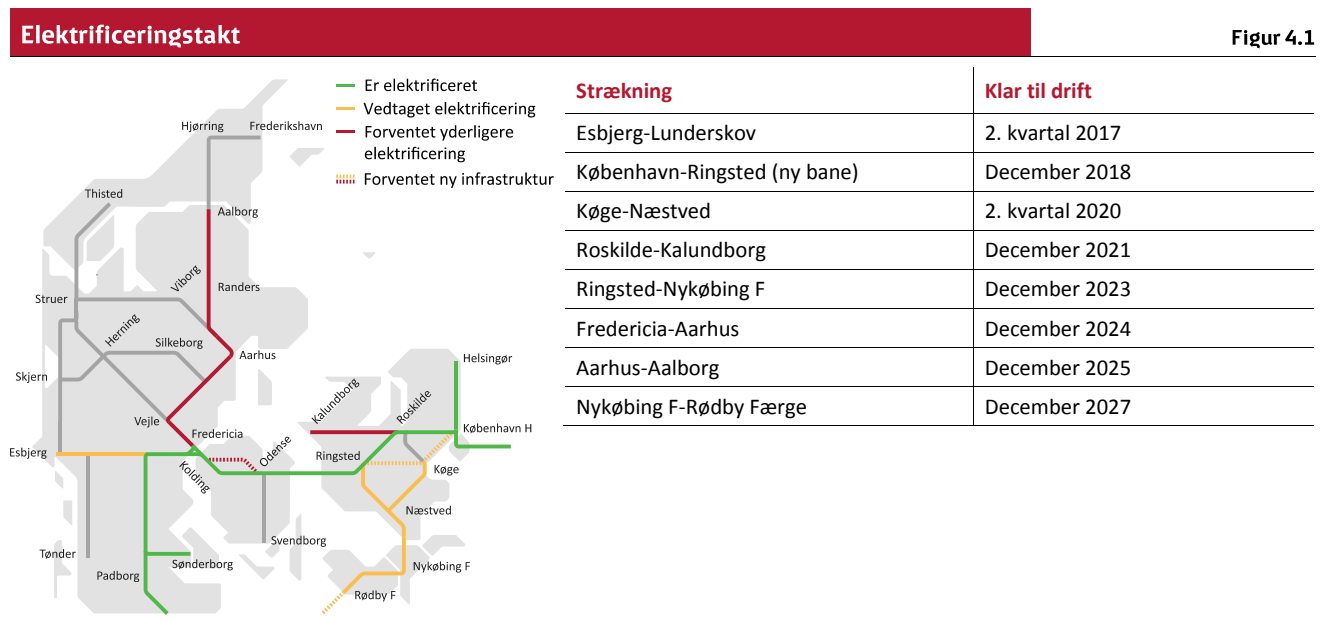 Elektrificeringstakt
Figur 4.1
Er elektrificeret
Vedtaget elektrificering
Forventet yderligere
elektrificering
Forventet ny infrastruktur
Hjørring
Frederikshavn
Thisted
Aalborg
Viborg
Randers
Struer
Herning
Silkeborg
Aarhus
Skjern
Vejle
Fredericia
Esbjerg
Kolding
Odense
Kalundborg
Roskilde
Helsingør
København H
Ringsted
Køge
Næstved
Svendborg
Tønder
Sønderborg
Padborg
Nykøbing F
Rødby F
Strækning
Klar til drift
Esbjerg-Lunderskov
2. kvartal 2017
København-Ringsted (ny bane)
December 2018
Køge-Næstved
2. kvartal 2020
Roskilde-Kalundborg
December 2021
Ringsted-Nykøbing F
December 2023
Fredericia-Aarhus
December 2024
Aarhus-Aalborg
December 2025
Nykøbing F-Rødby Færge
December 2027